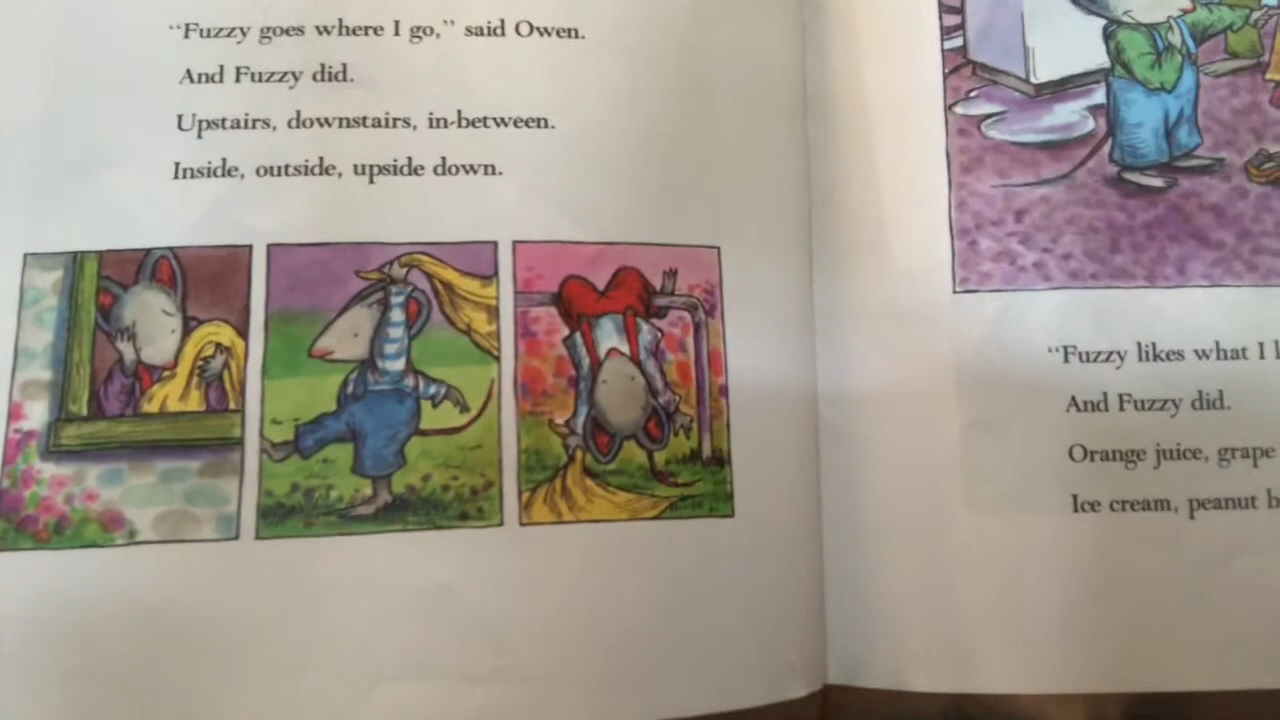 “Fuzzy goes where I go,” said Owen.
And Fuzzy did.
Upstairs, downstairs, in-between.
Inside, outside, upside down.
“Fuzzy likes what I
And Fuzzy did.
Orange juice, grape
Ice cream, peanut